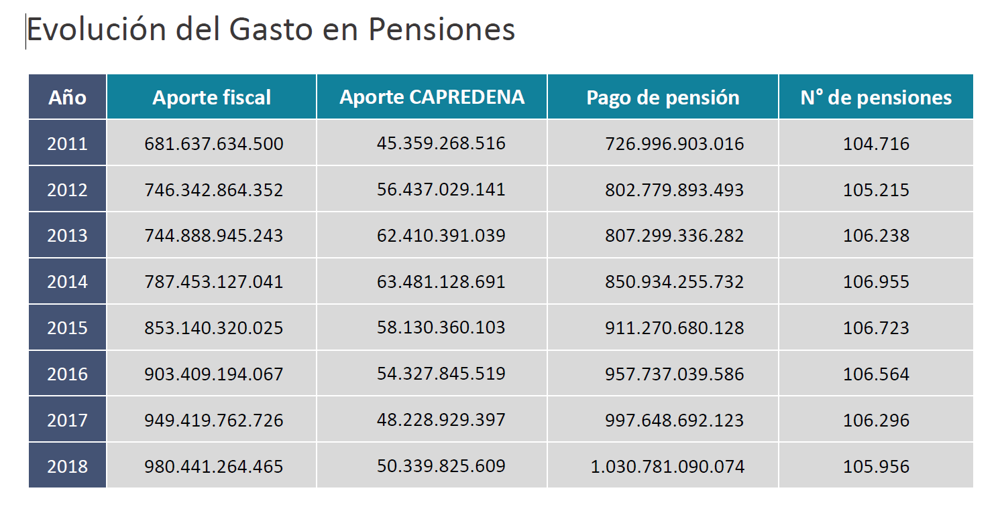 Evolución del Gasto en Pensiones
Año Aporte fiscal Aporte CAPREDENA Pago de pensión N° de pensiones
2011 681.637.634.500 45.359.268.516 726.996.903.016 104.716
2012 746.342.864.352 56.437.029.141 802.779.893.493 105.215
2013 744.888.945.243 62.410.391.039 807.299.336.282 106.238
2014 787.453.127.041 63.481.128.691 850.934.255.732 106.955
2015 853.140.320.025 58.130.360.103 911.270.680.128 106.723
2016 903.409.194.067 54.327.845.519 957.737.039.586 106.564
2017 949.419.762.726 48.228.929.397 997.648.692.123 106.296
2018 980.441.264.465 50.339.825.609 1.030.781.090.074 105.956